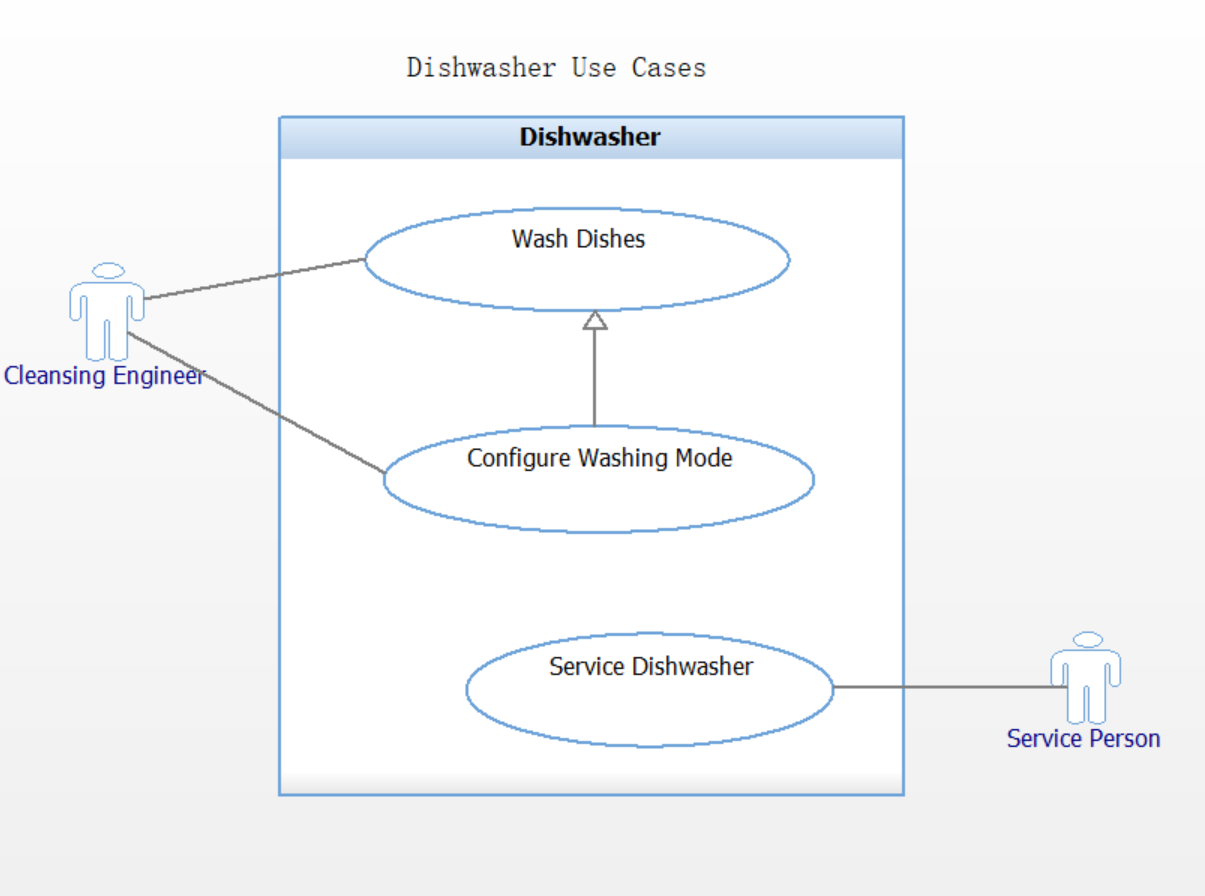 Dishwasher Use Cases
Dishwasher
Wash Dishes
Cleansing Engineer
Configure Washing Mode
Service Dishwasher
Service Person